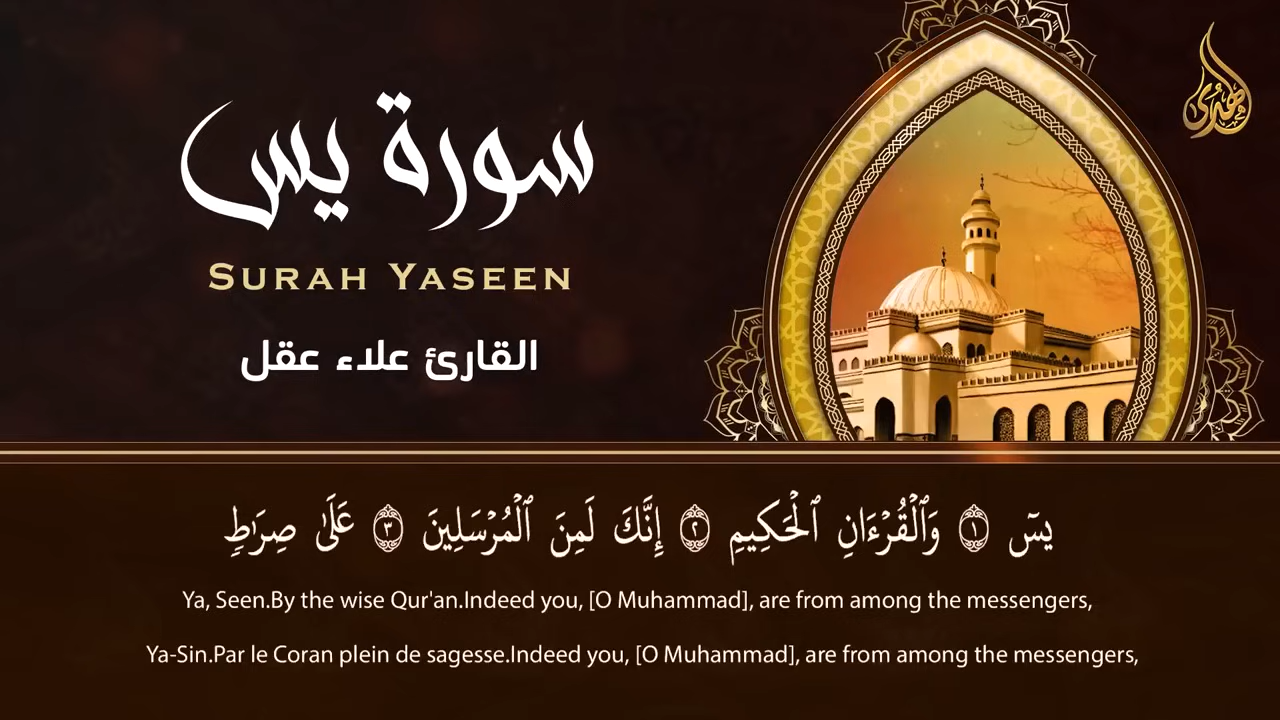 سورة يس
الهدى
SURAH YASEEN
القارئ علاء عقل
يسٓ ١ وَٱلْقُرْءَانِ ٱلْحَكِيمِ ٢ إِنَّكَ لَمِنَ ٱلْمُرْسَلِينَ ٣ عَلَىٰ صِرَٰطٍ
Ya, Seen.By the wise Qur'an.Indeed you, [O Muhammad], are from among the messengers,
Ya-Sin.Par le Coran plein de sagesse.Indeed you, [O Muhammad], are from among the messengers,